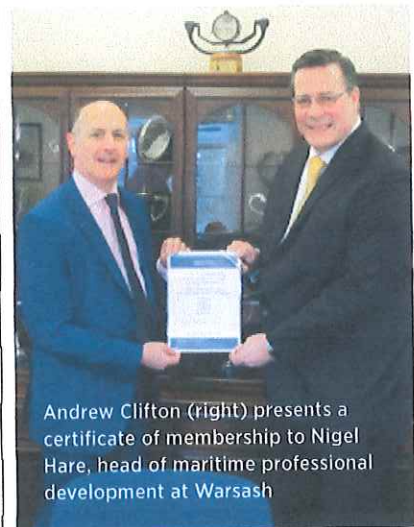 Andrew Clifton (right) presents a
certificate of membership to Nigel
Hare, head of maritime professional
development at Warsash